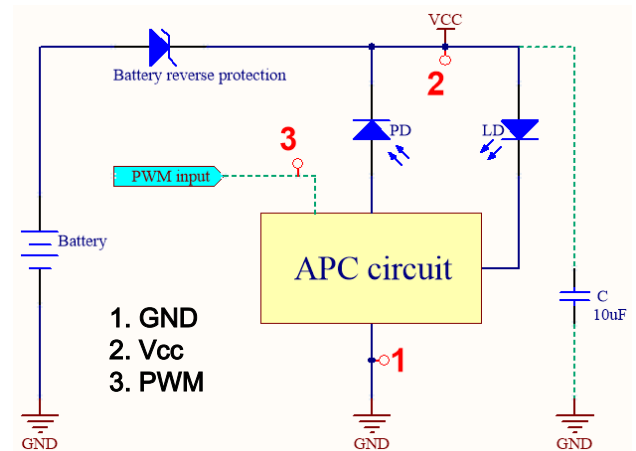 VCC
Battery reverse protection
2
PD
LD
3
PWM input
Battery
APC circuit
C
10uF
1. GND
2. Vcc
3. PWM
1
GND
GND
GND